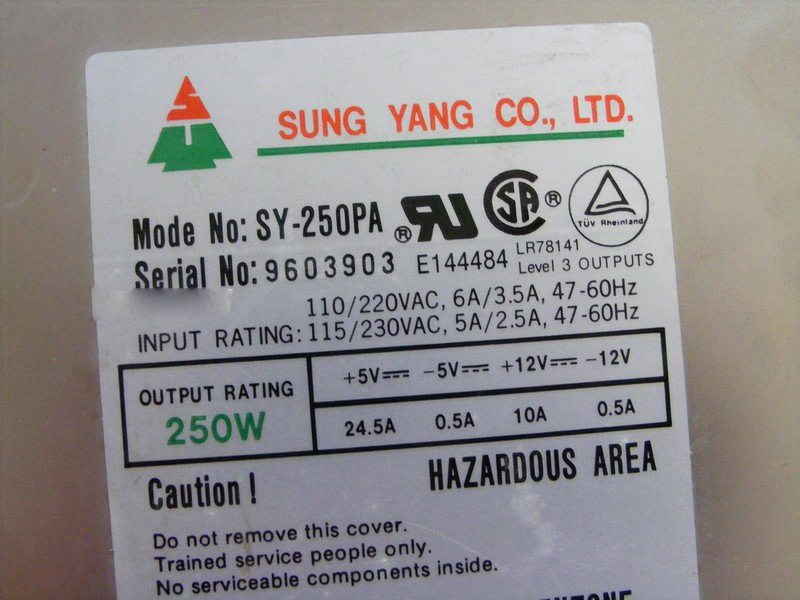 SY
SUNG YANG CO., LTD.
Mode No: SY-250PA ® RU SA ® TÜV Rheinland
LR78141
Serial No: 9603903 E144484 Level 3 OUTPUTS
110/220VAC, 6A/3.5A, 47-60Hz
INPUT RATING: 115/230VAC, 5A/2.5A, 47-60Hz
OUTPUT RATING
250W
+5V⎓ -5V⎓ +12V⎓ -12V
24.5A 0.5A 10A 0.5A
HAZARDOUS AREA
Caution !
Do not remove this cover.
Trained service people only.
No serviceable components inside.